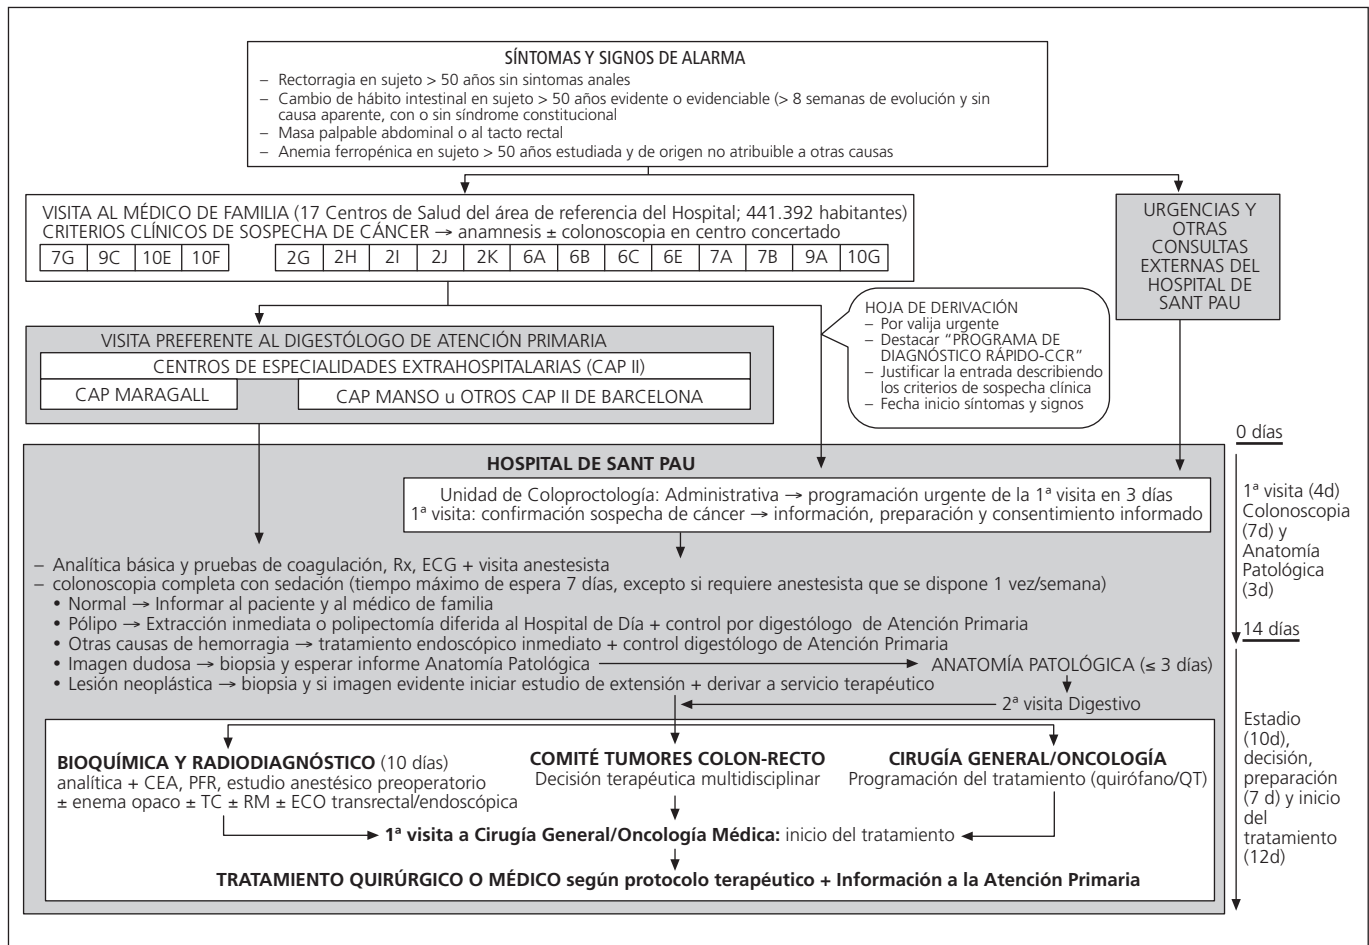 SÍNTOMAS Y SIGNOS DE ALARMA
– Rectorragia en sujeto > 50 años sin sintomas anales
– Cambio de hábito intestinal en sujeto > 50 años evidente o evidenciable (> 8 semanas de evolución y sin
causa aparente, con o sin síndrome constitucional
– Masa palpable abdominal o al tacto rectal
– Anemia ferropénica en sujeto > 50 años estudiada y de origen no atribuible a otras causas
VISITA AL MÉDICO DE FAMILIA (17 Centros de Salud del área de referencia del Hospital; 441.392 habitantes)
CRITERIOS CLÍNICOS DE SOSPECHA DE CÁNCER → anamnesis ± colonoscopia en centro concertado
7G 9C 10E 10F 2G 2H 2I 2J 2K 6A 6B 6C 6E 7A 7B 9A 10G
URGENCIAS Y
OTRAS
CONSULTAS
EXTERNAS DEL
HOSPITAL DE
SANT PAU
HOJA DE DERIVACIÓN
– Por valija urgente
– Destacar “PROGRAMA DE
DIAGNÓSTICO RÁPIDO-CCR”
– Justificar la entrada describiendo
los criterios de sospecha clínica
– Fecha inicio síntomas y signos
VISITA PREFERENTE AL DIGESTÓLOGO DE ATENCIÓN PRIMARIA
CENTROS DE ESPECIALIDADES EXTRAHOSPITALARIAS (CAP II)
CAP MARAGALL
CAP MANSO u OTROS CAP II DE BARCELONA
0 días
HOSPITAL DE SANT PAU
Unidad de Coloproctología: Administrativa → programación urgente de la 1ª visita en 3 días
1ª visita: confirmación sospecha de cáncer → información, preparación y consentimiento informado
1ª visita (4d)
Colonoscopia
(7d) y
Anatomía
Patológica
(3d)
– Analítica básica y pruebas de coagulación, Rx, ECG + visita anestesista
– colonoscopia completa con sedación (tiempo máximo de espera 7 días, excepto si requiere anestesista que se dispone 1 vez/semana)
• Normal → Informar al paciente y al médico de familia
• Pólipo → Extracción inmediata o polipectomía diferida al Hospital de Día + control por digestólogo de Atención Primaria
• Otras causas de hemorragia → tratamiento endoscópico inmediato + control digestólogo de Atención Primaria
• Imagen dudosa → biopsia y esperar informe Anatomía Patológica → ANATOMÍA PATOLÓGICA (≤ 3 días)
• Lesión neoplástica → biopsia y si imagen evidente iniciar estudio de extensión + derivar a servicio terapéutico
2ª visita Digestivo
14 días
Estadio
(10d),
decisión,
preparación
(7 d) y inicio
del
tratamiento
(12d)
BIOQUÍMICA Y RADIODIAGNÓSTICO (10 días)
analítica + CEA, PFR, estudio anestésico preoperatorio
± enema opaco ± TC ± RM ± ECO transrectal/endoscópica
COMITÉ TUMORES COLON-RECTO
Decisión terapéutica multidisciplinar
CIRUGÍA GENERAL/ONCOLOGÍA
Programación del tratamiento (quirófano/QT)
1ª visita a Cirugía General/Oncología Médica: inicio del tratamiento
TRATAMIENTO QUIRÚRGICO O MÉDICO según protocolo terapéutico + Información a la Atención Primaria